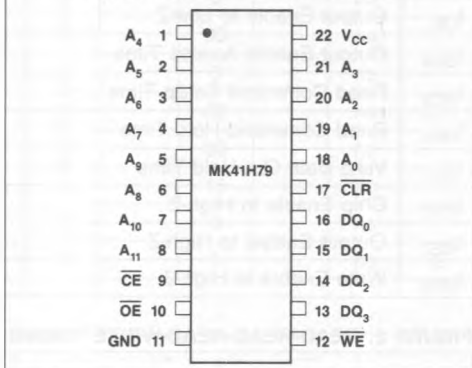 A4 1 22 VCC
A5 2 21 A3
A6 3 20 A2
A7 4 19 A1
A9 5 18 A0
MK41H79
A8 6 17 CLR
A10 7 16 DQ0
A11 8 15 DQ1
CE 9 14 DQ2
OE 10 13 DQ3
GND 11 12 WE